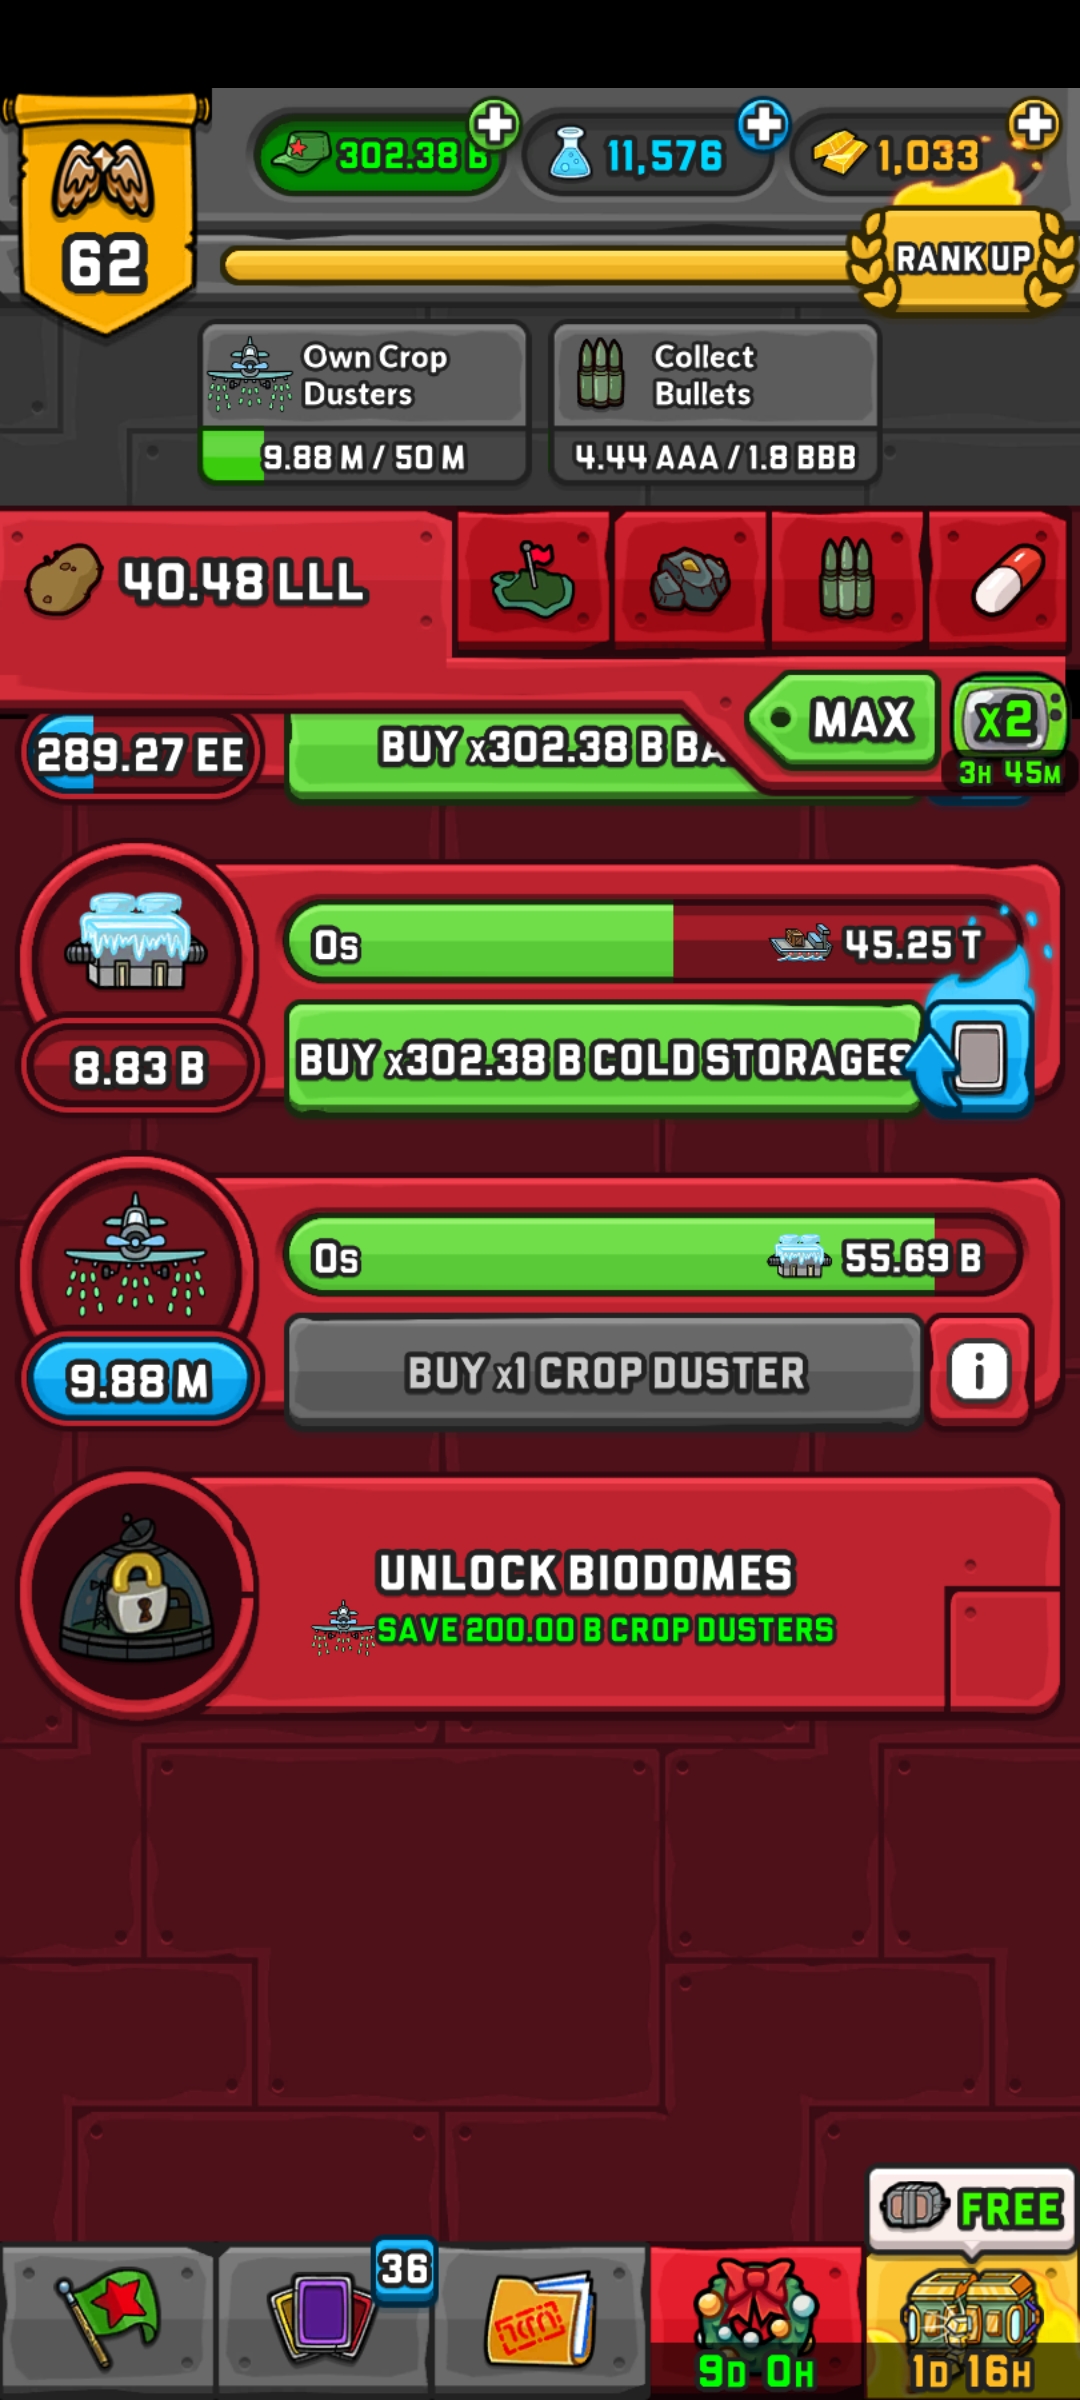 302.38 B
11,576
1,033
62
RANK UP
Own Crop
Dusters
9.88 M / 50 M
Collect
Bullets
4.44 AAA / 1.8 BBB
40.48 LLL
MAX
X2
3H 45M
289.27 EE
BUY x302.38 B BA
0s
45.25 T
8.83 B
BUY x302.38 B COLD STORAGES
0s
55.69 B
9.88 M
BUY x1 CROP DUSTER
i
UNLOCK BIODOMES
SAVE 200.00 B CROP DUSTERS
FREE
36
9D 0H
1D 16H